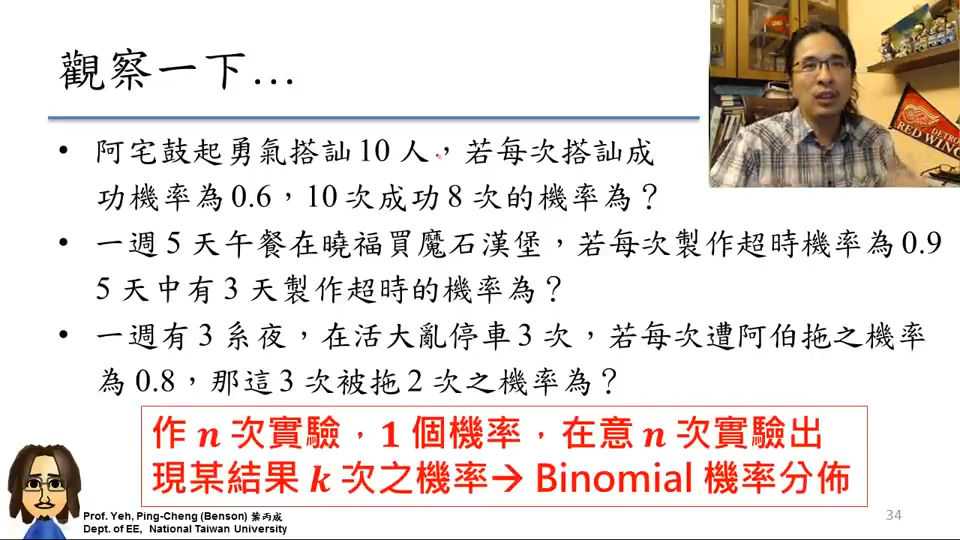 觀察一下…
• 阿宅鼓起勇氣搭訕 10 人，若每次搭訕成
功機率為 0.6，10 次成功 8 次的機率為？
• 一週 5 天午餐在曉福買魔石漢堡，若每次製作超時機率為 0.9
5 天中有 3 天製作超時的機率為？
• 一週有 3 系夜，在活大亂停車 3 次，若每次遭阿伯拖之機率
為 0.8，那這 3 次被拖 2 次之機率為？
作 n 次實驗，1 個機率，在意 n 次實驗出
現某結果 k 次之機率→ Binomial 機率分佈
Prof. Yeh, Ping-Cheng (Benson) 葉丙成
Dept. of EE, National Taiwan University
34
DETRO
RED WING